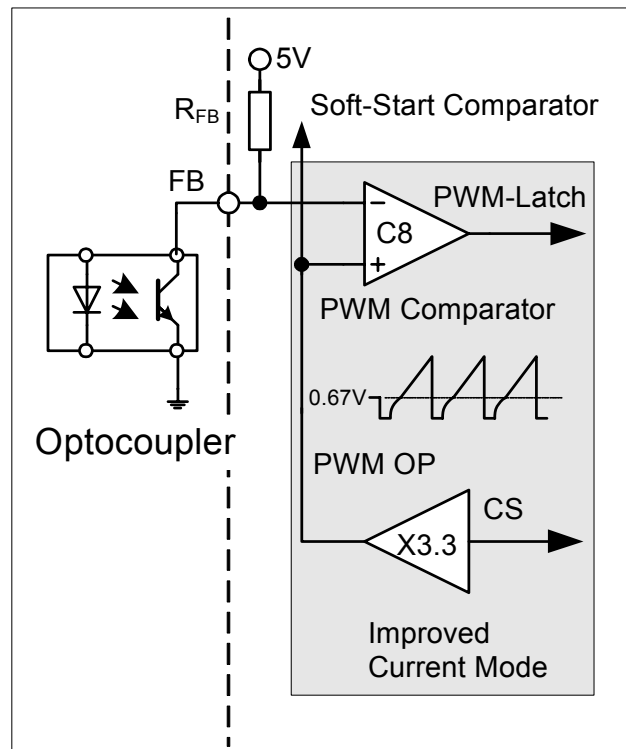 5V
RFB
Soft-Start Comparator
FB
PWM-Latch
−
C8
+
PWM Comparator
0.67V
Optocoupler
PWM OP
CS
X3.3
Improved
Current Mode